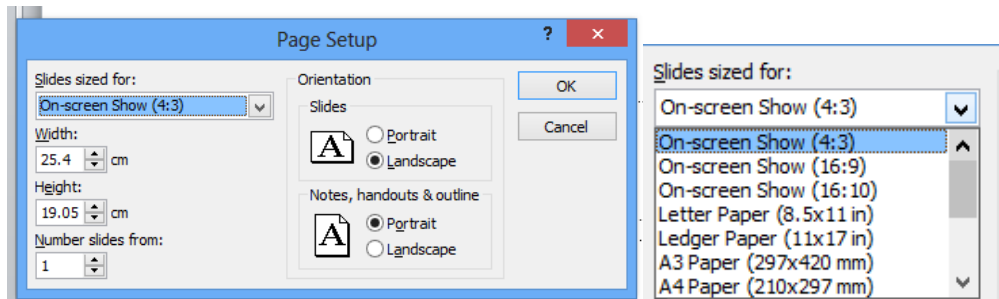 Page Setup
?
Slides sized for:
On-screen Show (4:3)
Width:
25.4 cm
Height:
19.05 cm
Number slides from:
1
Orientation
Slides
A
Portrait
Landscape
Notes, handouts & outline
A
Portrait
Landscape
OK
Cancel
Slides sized for:
On-screen Show (4:3)
On-screen Show (4:3)
On-screen Show (16:9)
On-screen Show (16:10)
Letter Paper (8.5x11 in)
Ledger Paper (11x17 in)
A3 Paper (297x420 mm)
A4 Paper (210x297 mm)